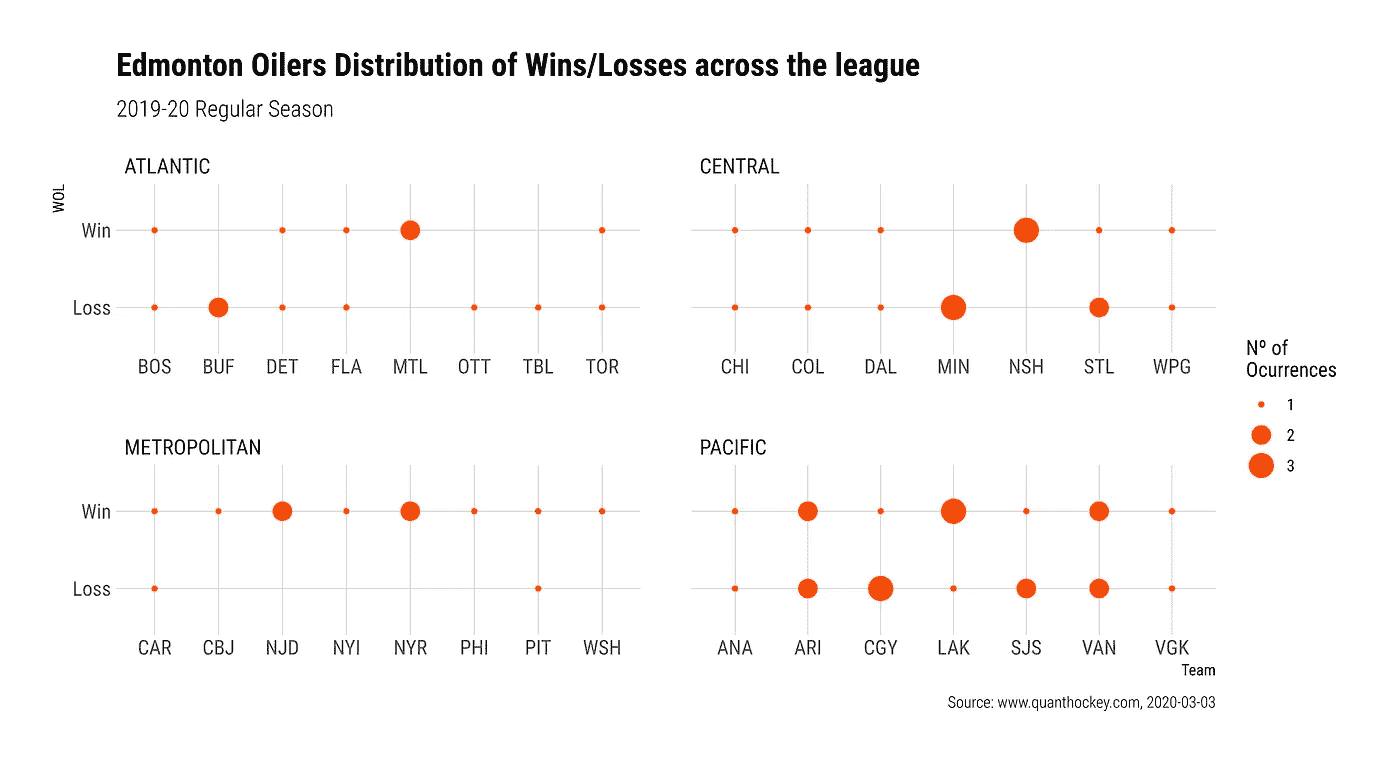 Edmonton Oilers Distribution of Wins/Losses across the league
2019-20 Regular Season
ATLANTIC
CENTRAL
WOL
Win
Loss
BOS BUF DET FLA MTL OTT TBL TOR
CHI COL DAL MIN NSH STL WPG
METROPOLITAN
PACIFIC
Win
Loss
CAR CBJ NJD NYI NYR PHI PIT WSH
ANA ARI CGY LAK SJS VAN VGK
Team
Nº of
Ocurrences
1
2
3
Source: www.quanthockey.com, 2020-03-03